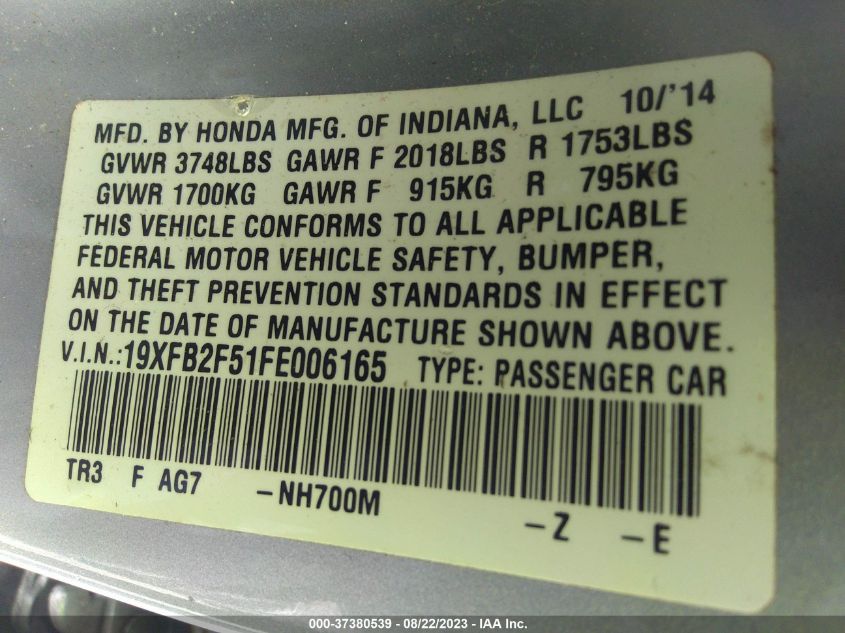 MFD. BY HONDA MFG. OF INDIANA, LLC 10/'14
GVWR 3748LBS GAWR F 2018LBS R 1753LBS
GVWR 1700KG GAWR F 915KG R 795KG
THIS VEHICLE CONFORMS TO ALL APPLICABLE
FEDERAL MOTOR VEHICLE SAFETY, BUMPER,
AND THEFT PREVENTION STANDARDS IN EFFECT
ON THE DATE OF MANUFACTURE SHOWN ABOVE.
V.I.N.:19XFB2F51FE006165 TYPE: PASSENGER CAR
TR3 F AG7 -NH700M -Z -E
000-37380539 - 08/22/2023 - IAA Inc.